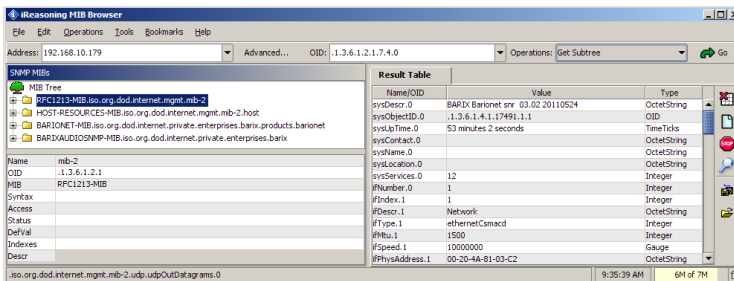 iReasoning MIB Browser
File Edit Operations Tools Bookmarks Help
Address: 192.168.10.179 Advanced... OID: .1.3.6.1.2.1.7.4.0 Operations: Get Subtree Go
SNMP MIBs
MIB Tree
RFC1213-MIB.iso.org.dod.internet.mgmt.mib-2
HOST-RESOURCES-MIB.iso.org.dod.internet.mgmt.mib-2.host
BARIONET-MIB.iso.org.dod.internet.private.enterprises.barix.products.barionet
BARIXAUDIOSNMP-MIB.iso.org.dod.internet.private.enterprises.barix
Name mib-2
OID .1.3.6.1.2.1
MIB RFC1213-MIB
Syntax
Access
Status
DefVal
Indexes
Descr
Result Table
Name/OID Value Type
sysDescr.0 BARIX Barionet snr 03.02 20110524 OctetString
sysObjectID.0 .1.3.6.1.4.1.17491.1.1 OID
sysUpTime.0 53 minutes 2 seconds TimeTicks
sysContact.0 OctetString
sysName.0 OctetString
sysLocation.0 OctetString
sysServices.0 12 Integer
ifNumber.0 1 Integer
ifIndex.1 1 Integer
ifDescr.1 Network OctetString
ifType.1 ethernetCsmacd Integer
ifMtu.1 1500 Integer
ifSpeed.1 10000000 Gauge
ifPhysAddress.1 00-20-4A-81-03-C2 OctetString
STOP
.iso.org.dod.internet.mgmt.mib-2.udp.udpOutDatagrams.0 9:35:39 AM 6M of 7M